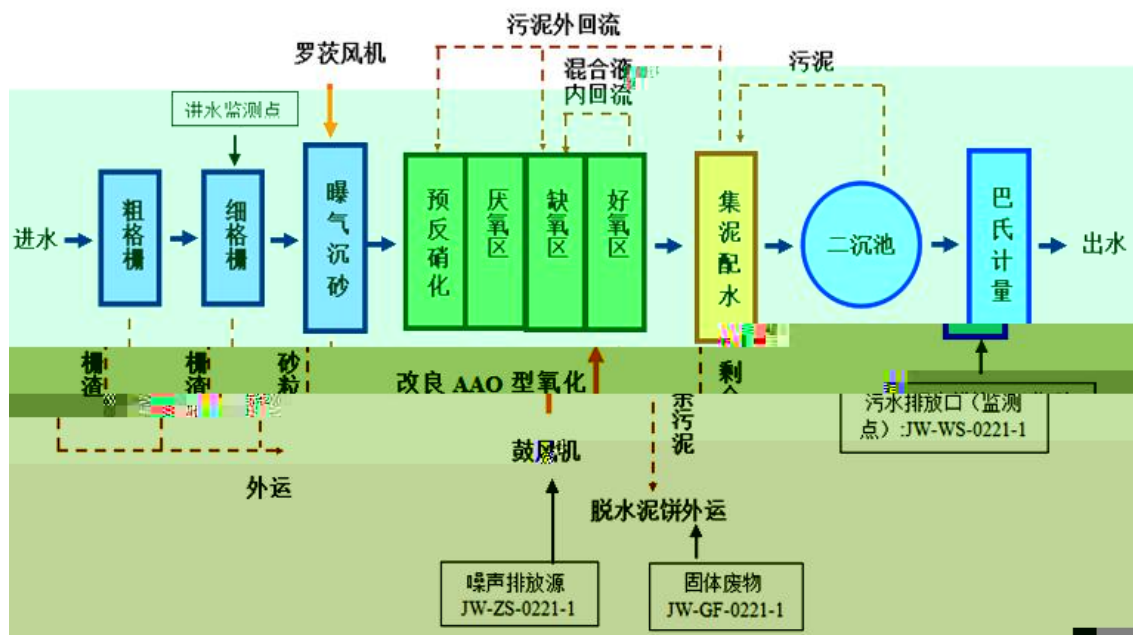 污泥外回流
罗茨风机
混合液
内回流
污泥
进水监测点
进水
粗格栅
细格栅
曝气沉砂
预反硝化
厌氧区
缺氧区
好氧区
集泥配水
二沉池
巴氏计量
出水
栅渣
栅渣
砂粒
改良 AAO 型氧化
剩
污泥
污水排放口（监测
点）:JW-WS-0221-1
鼓风机
外运
脱水泥饼外运
噪声排放源
JW-ZS-0221-1
固体废物
JW-GF-0221-1